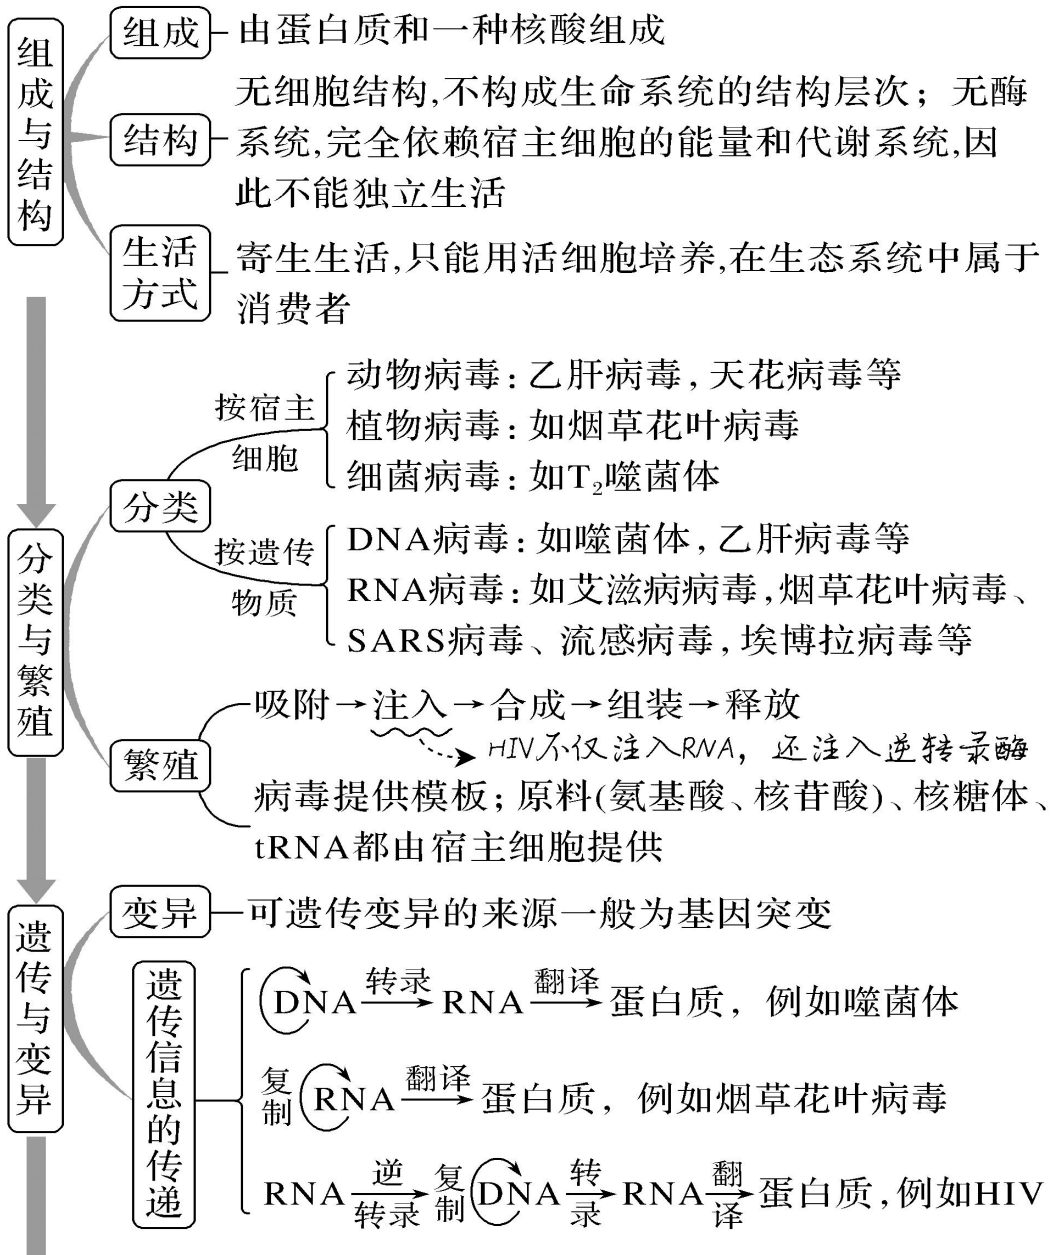 组成与结构
组成
由蛋白质和一种核酸组成
结构
无细胞结构,不构成生命系统的结构层次；无酶
系统,完全依赖宿主细胞的能量和代谢系统,因
此不能独立生活
生活
方式
寄生生活,只能用活细胞培养,在生态系统中属于
消费者
分类与繁殖
分类
按宿主
细胞
动物病毒：乙肝病毒，天花病毒等
植物病毒：如烟草花叶病毒
细菌病毒：如T₂噬菌体
按遗传
物质
DNA病毒：如噬菌体，乙肝病毒等
RNA病毒：如艾滋病病毒，烟草花叶病毒、
SARS病毒、流感病毒，埃博拉病毒等
繁殖
吸附→注入→合成→组装→释放
HIV不仅注入RNA，还注入逆转录酶
病毒提供模板；原料(氨基酸、核苷酸)、核糖体、
tRNA都由宿主细胞提供
遗传与变异
变异
可遗传变异的来源一般为基因突变
遗传信息的传递
DNA 转录→ RNA 翻译→ 蛋白质，例如噬菌体
复制 RNA 翻译→ 蛋白质，例如烟草花叶病毒
RNA 逆转录→ 复制 DNA 转录→ RNA 翻译→ 蛋白质,例如HIV